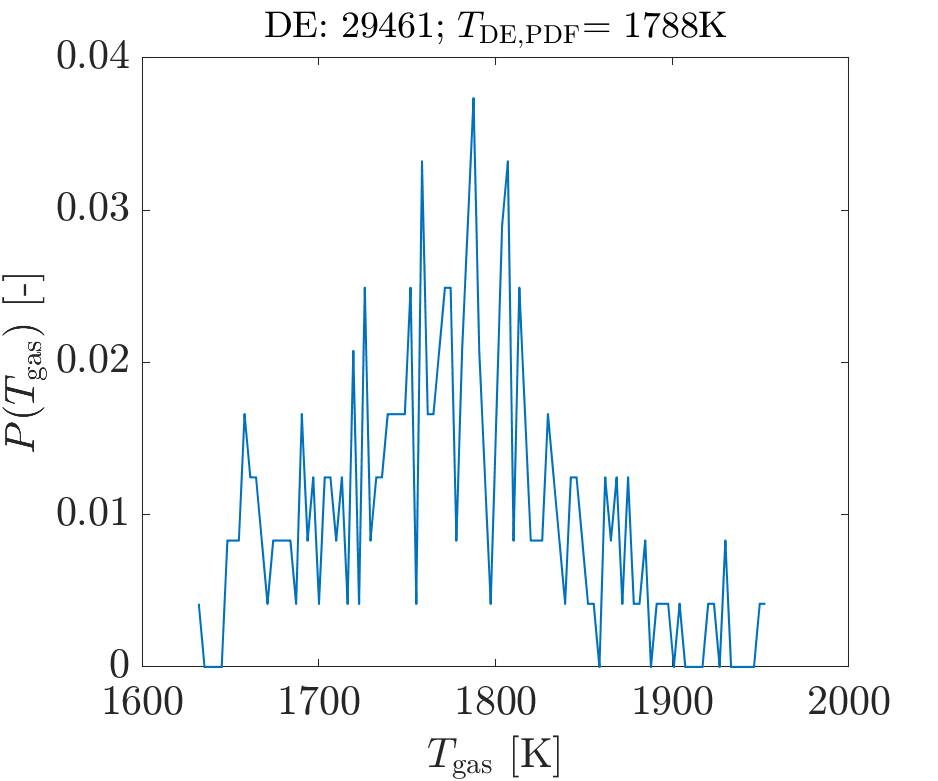 DE: 29461; T_DE,PDF= 1788K
0.04
0.03
0.02
0.01
0
P(T_gas) [-]
1600 1700 1800 1900 2000
T_gas [K]